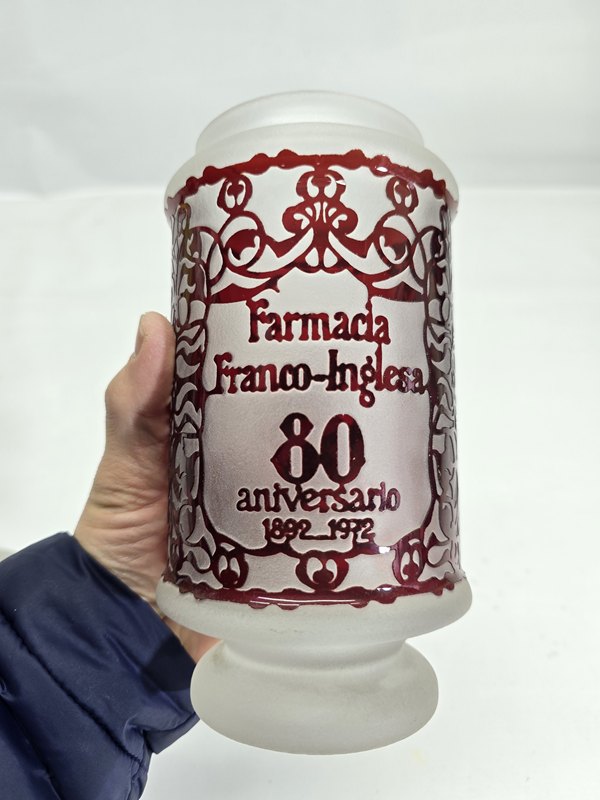 Farmacia
Franco-Inglesa
80
aniversario
1892_1972